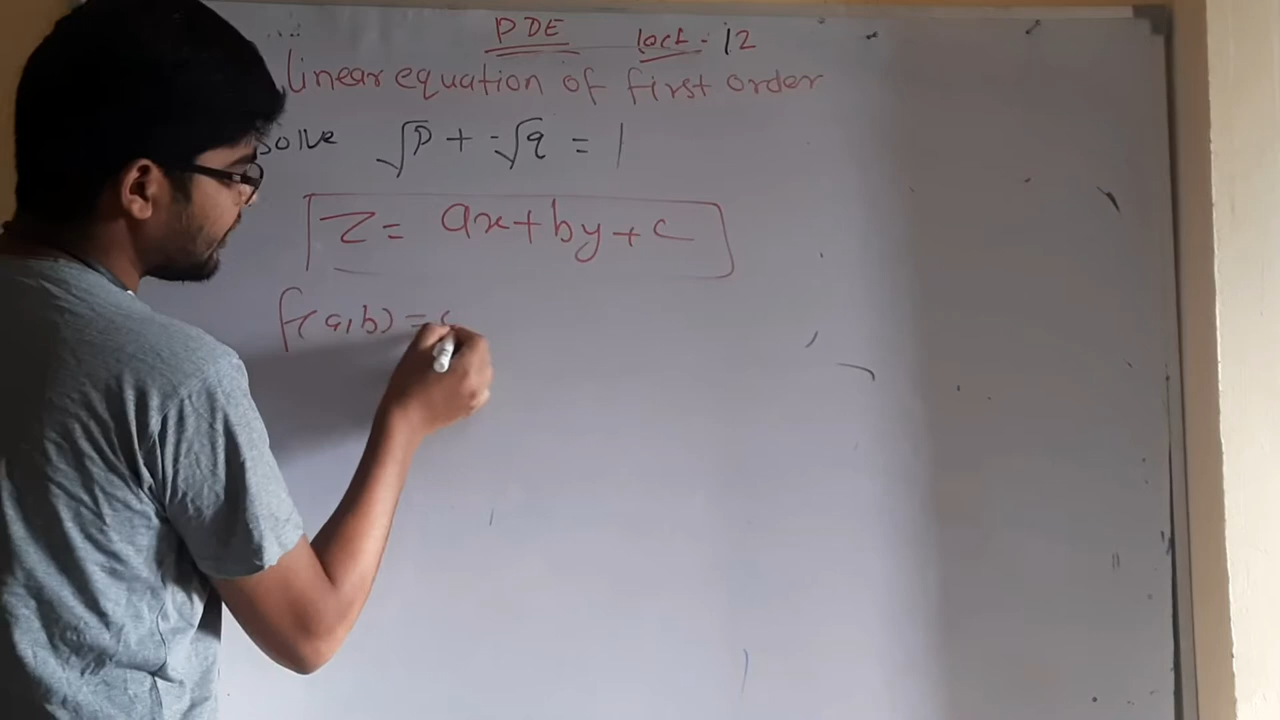 PDE lect - 12
linear equation of first order
Solve √p + √q = 1
z = ax + by + c
f(a,b) =